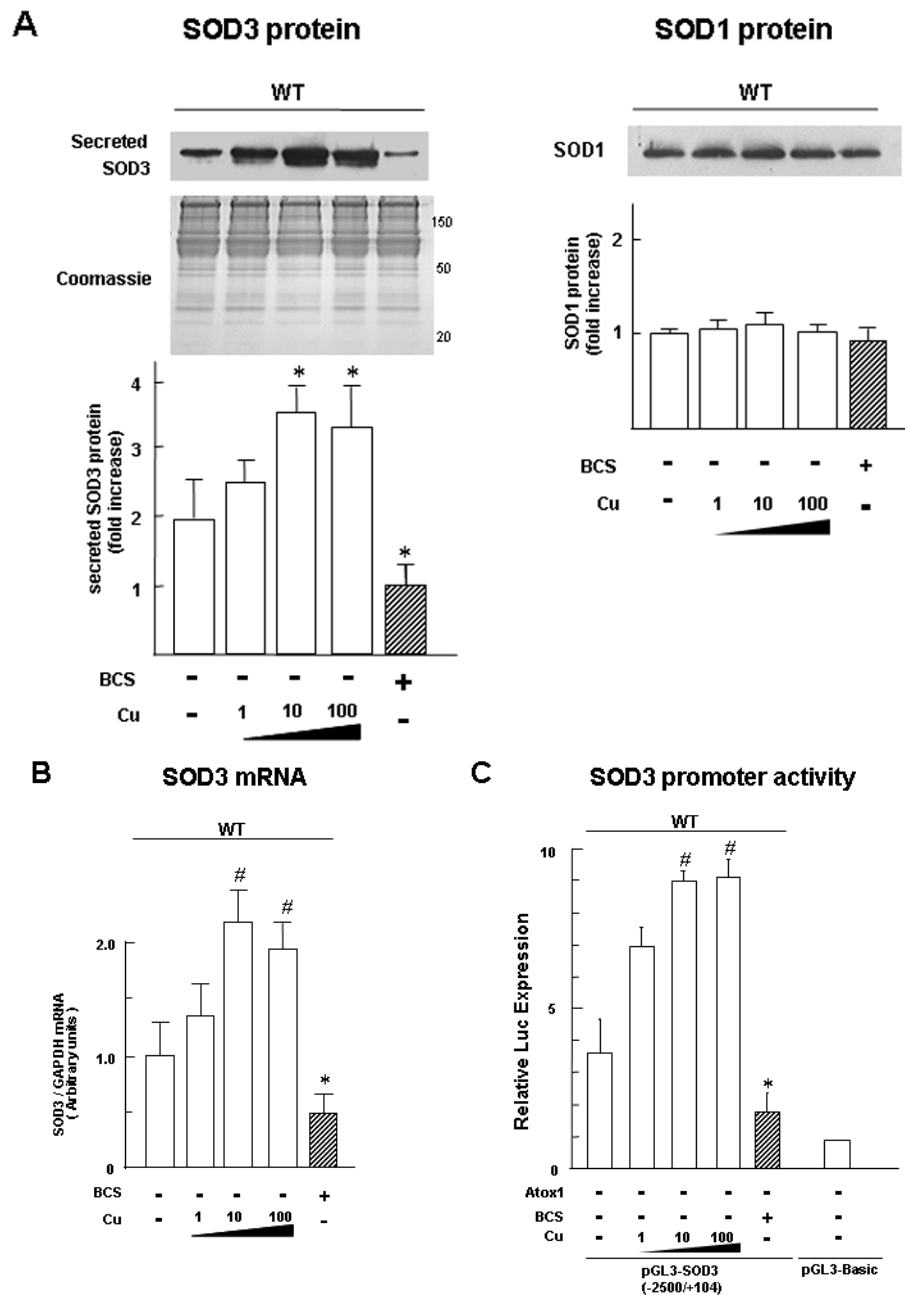 A
SOD3 protein
WT
Secreted
SOD3
Coomassie
150
50
20
secreted SOD3 protein
(fold increase)
4
3
2
1
*
*
*
BCS - - - - +
Cu - 1 10 100 -
SOD1 protein
WT
SOD1
SOD1 protein
(fold increase)
2
1
BCS - - - - +
Cu - 1 10 100 -
B
SOD3 mRNA
WT
SOD3 / GAPDH mRNA
( Arbitrary units )
2.0
1.0
0
#
#
*
BCS - - - - +
Cu - 1 10 100 -
C
SOD3 promoter activity
WT
Relative Luc Expression
10
5
0
#
#
*
Atox1 - - - - - -
BCS - - - - + -
Cu - 1 10 100 - -
pGL3-SOD3
(-2500/+104)
pGL3-Basic